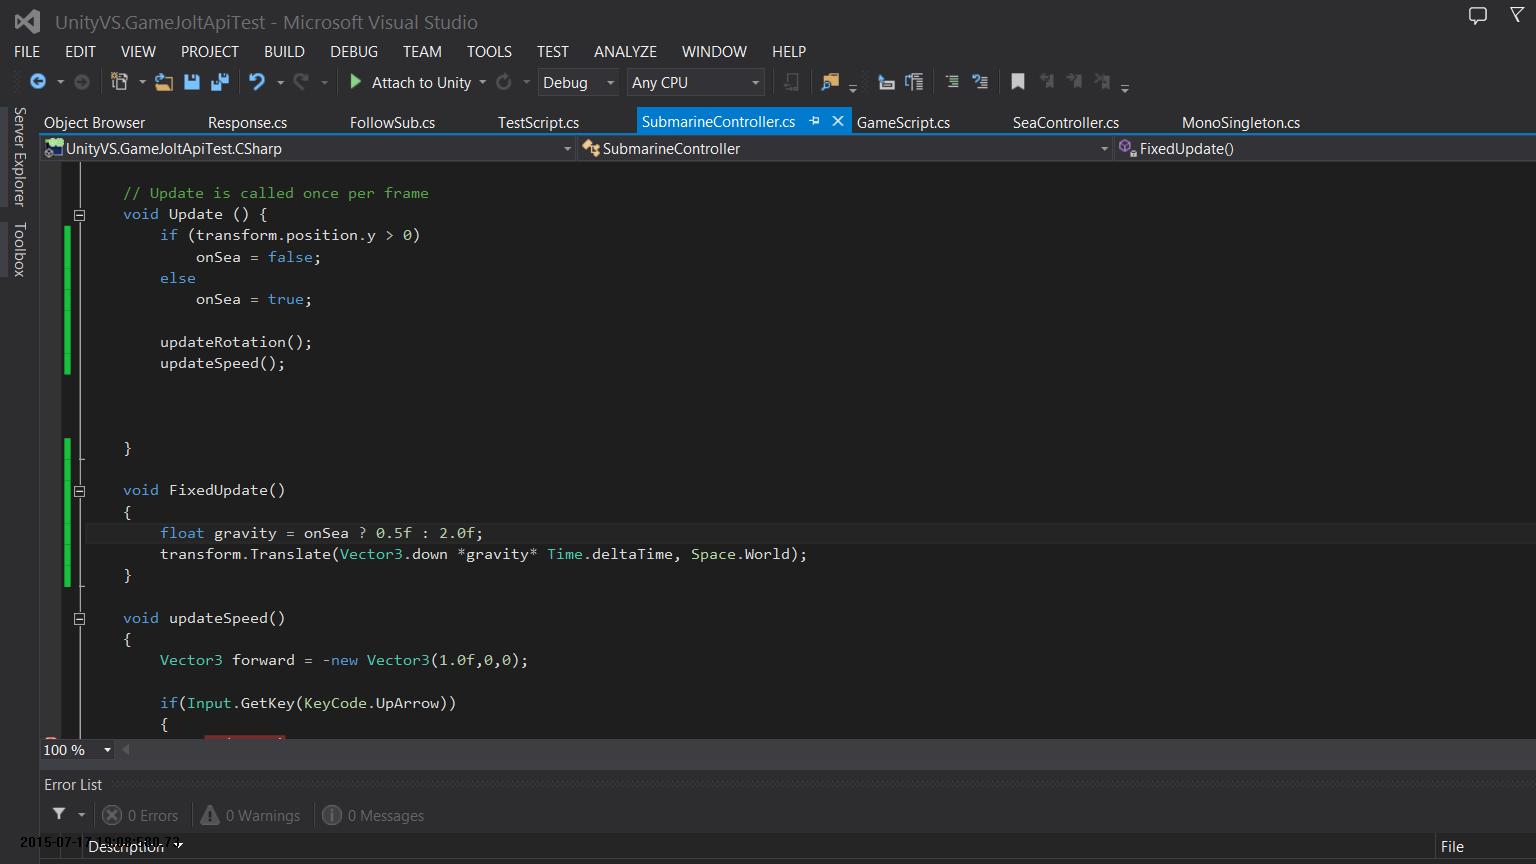 UnityVS.GameJoltApiTest - Microsoft Visual Studio
FILE EDIT VIEW PROJECT BUILD DEBUG TEAM TOOLS TEST ANALYZE WINDOW HELP
Attach to Unity Debug Any CPU
Server Explorer
Toolbox
Object Browser Response.cs FollowSub.cs TestScript.cs SubmarineController.cs GameScript.cs SeaController.cs MonoSingleton.cs
UnityVS.GameJoltApiTest.CSharp SubmarineController FixedUpdate()
// Update is called once per frame
void Update () {
if (transform.position.y > 0)
onSea = false;
else
onSea = true;
updateRotation();
updateSpeed();
}
void FixedUpdate()
{
float gravity = onSea ? 0.5f : 2.0f;
transform.Translate(Vector3.down *gravity* Time.deltaTime, Space.World);
}
void updateSpeed()
{
Vector3 forward = -new Vector3(1.0f,0,0);
if(Input.GetKey(KeyCode.UpArrow))
{
100 %
Error List
0 Errors 0 Warnings 0 Messages
Description File